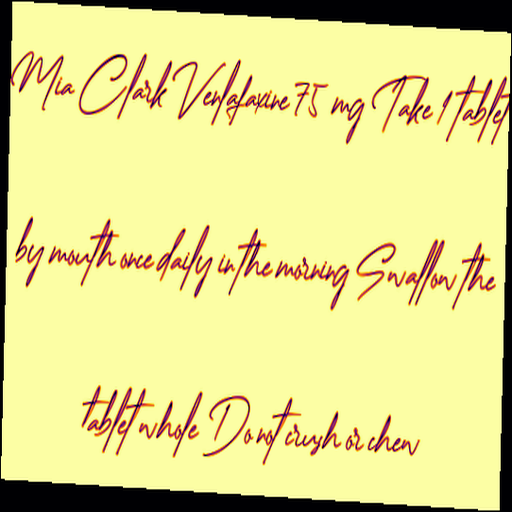 Mia Clark Venlafaxine 75 mg Take 1 tablet
by mouth once daily in the morning Swallow the
tablet whole Do not crush or chew